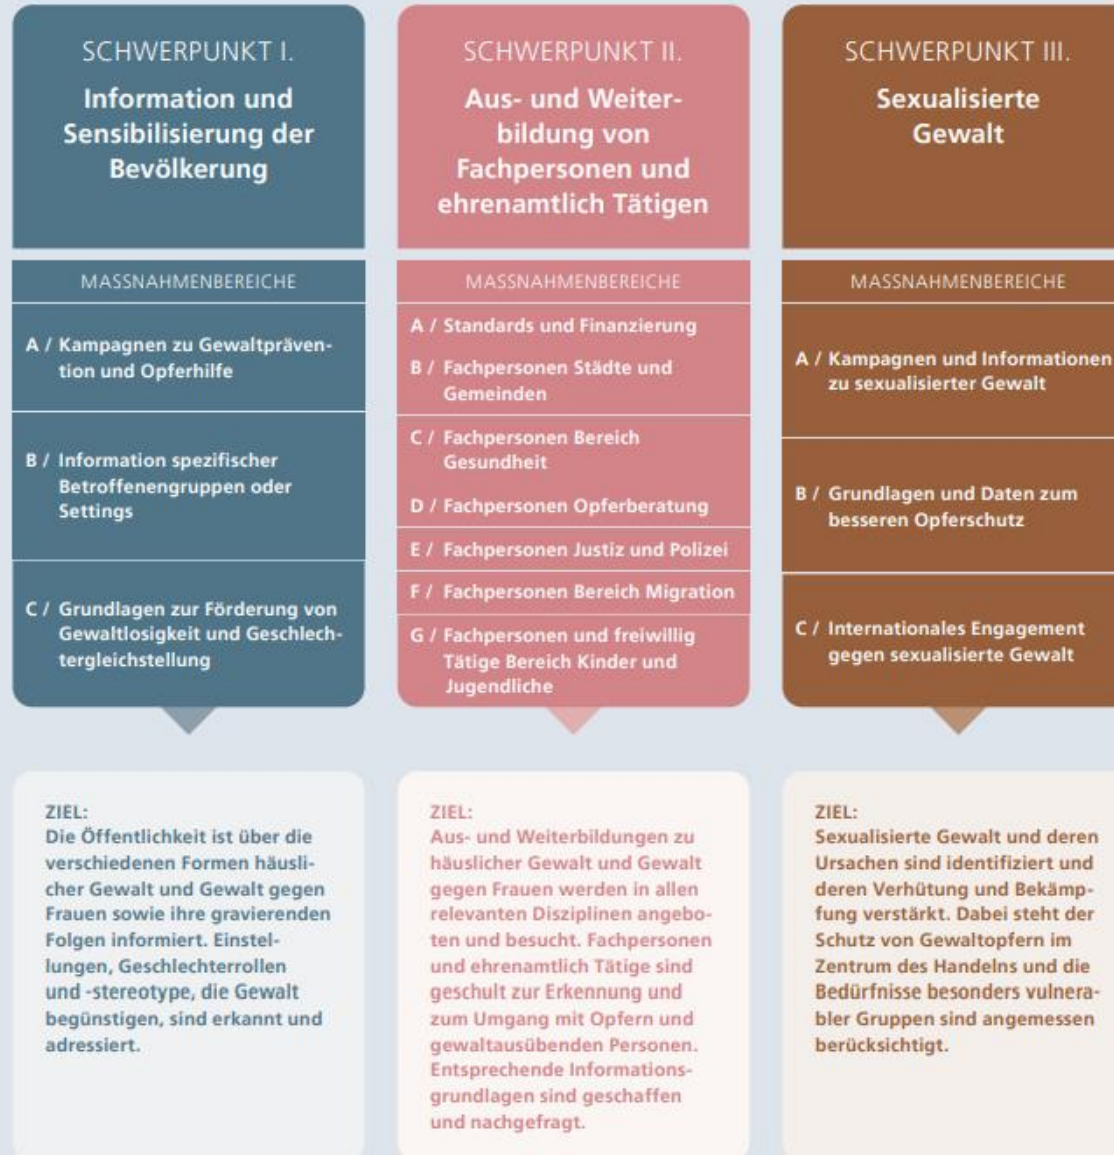 SCHWERPUNKT I.
Information und
Sensibilisierung der
Bevölkerung
MASSNAHMENBEREICHE
A / Kampagnen zu Gewaltpräven-
tion und Opferhilfe
B / Information spezifischer
Betroffenengruppen oder
Settings
C / Grundlagen zur Förderung von
Gewaltlosigkeit und Geschlech-
tergleichstellung
ZIEL:
Die Öffentlichkeit ist über die
verschiedenen Formen häusli-
cher Gewalt und Gewalt gegen
Frauen sowie ihre gravierenden
Folgen informiert. Einstel-
lungen, Geschlechterrollen
und -stereotype, die Gewalt
begünstigen, sind erkannt und
adressiert.
SCHWERPUNKT II.
Aus- und Weiter-
bildung von
Fachpersonen und
ehrenamtlich Tätigen
MASSNAHMENBEREICHE
A / Standards und Finanzierung
B / Fachpersonen Städte und
Gemeinden
C / Fachpersonen Bereich
Gesundheit
D / Fachpersonen Opferberatung
E / Fachpersonen Justiz und Polizei
F / Fachpersonen Bereich Migration
G / Fachpersonen und freiwillig
Tätige Bereich Kinder und
Jugendliche
ZIEL:
Aus- und Weiterbildungen zu
häuslicher Gewalt und Gewalt
gegen Frauen werden in allen
relevanten Disziplinen angebo-
ten und besucht. Fachpersonen
und ehrenamtlich Tätige sind
geschult zur Erkennung und
zum Umgang mit Opfern und
gewaltausübenden Personen.
Entsprechende Informations-
grundlagen sind geschaffen
und nachgefragt.
SCHWERPUNKT III.
Sexualisierte
Gewalt
MASSNAHMENBEREICHE
A / Kampagnen und Informationen
zu sexualisierter Gewalt
B / Grundlagen und Daten zum
besseren Opferschutz
C / Internationales Engagement
gegen sexualisierte Gewalt
ZIEL:
Sexualisierte Gewalt und deren
Ursachen sind identifiziert und
deren Verhütung und Bekämp-
fung verstärkt. Dabei steht der
Schutz von Gewaltopfern im
Zentrum des Handelns und die
Bedürfnisse besonders vulnera-
bler Gruppen sind angemessen
berücksichtigt.